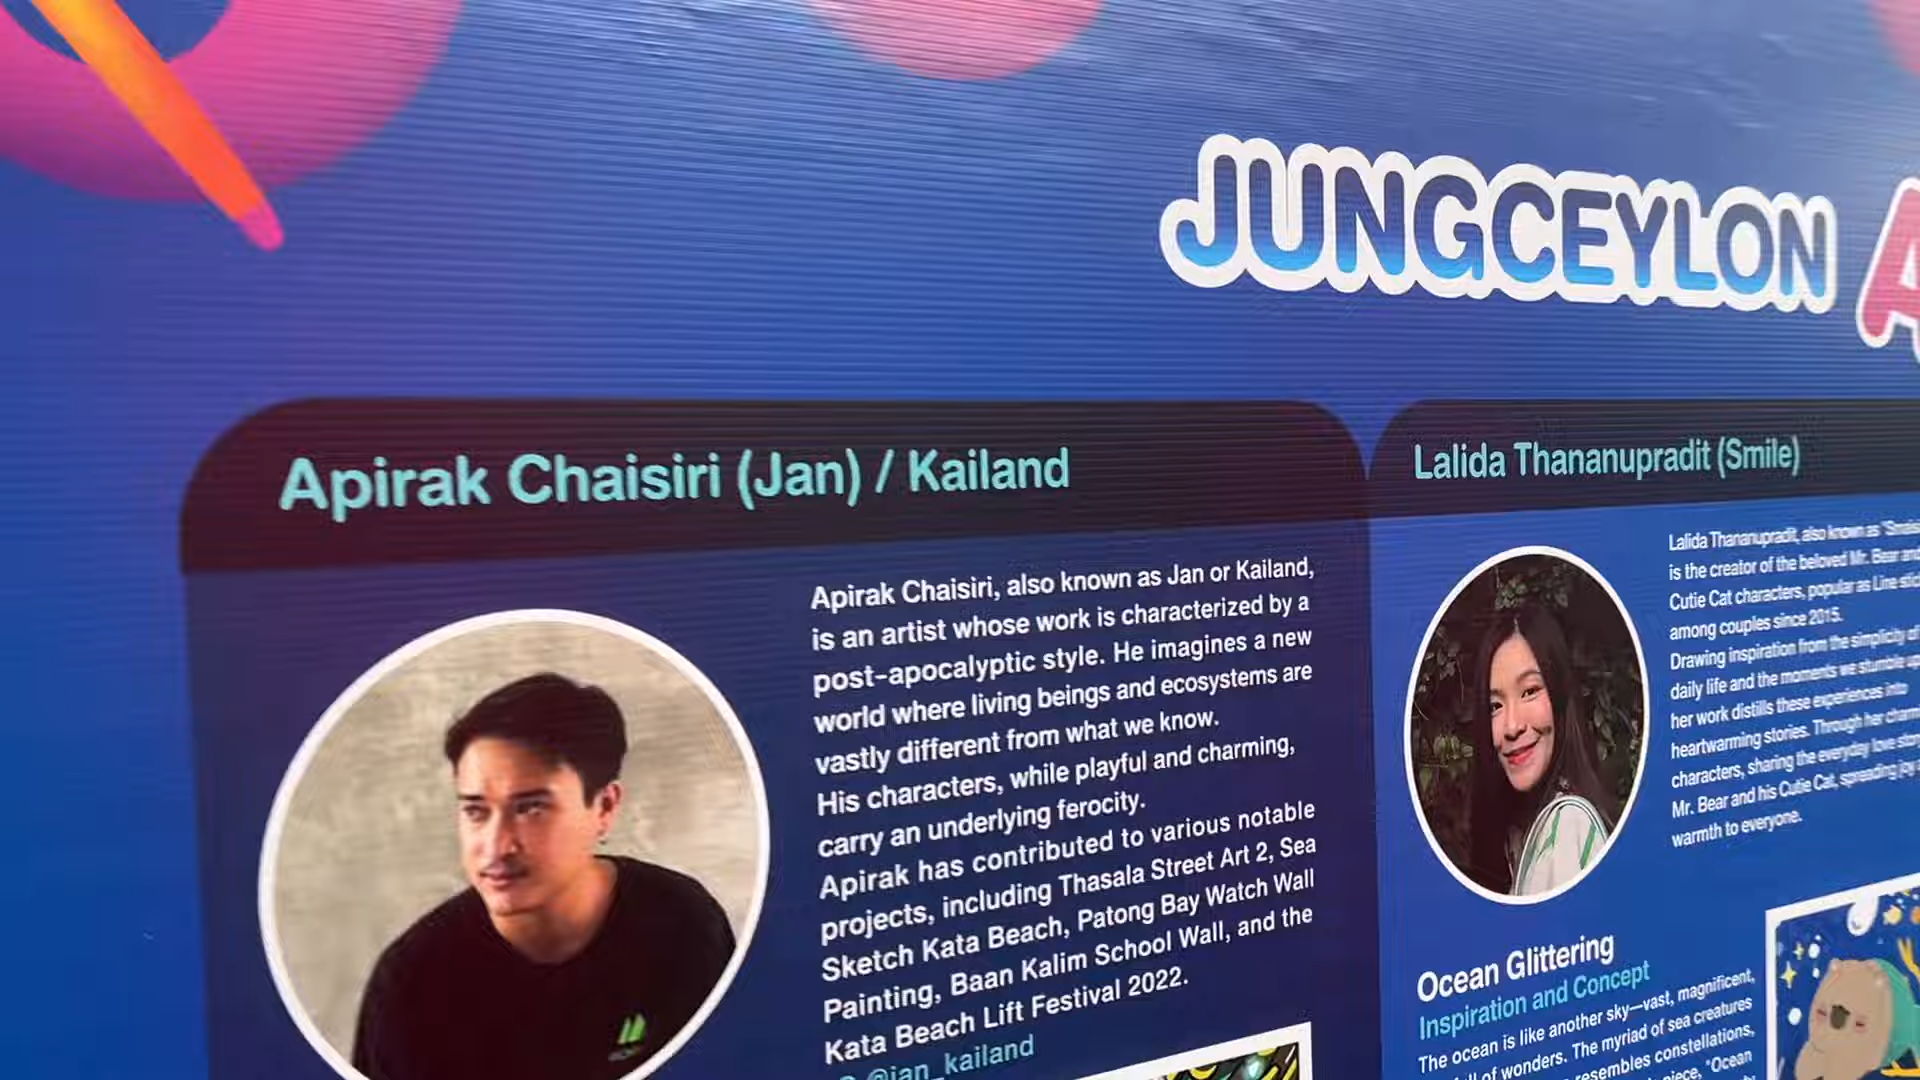 JUNGCEYLON
Apirak Chaisiri (Jan) / Kailand
Apirak Chaisiri, also known as Jan or Kailand,
is an artist whose work is characterized by a
post-apocalyptic style. He imagines a new
world where living beings and ecosystems are
vastly different from what we know.
His characters, while playful and charming,
carry an underlying ferocity.
Apirak has contributed to various notable
projects, including Thasala Street Art 2, Sea
Sketch Kata Beach, Patong Bay Watch Wall
Painting, Baan Kalim School Wall, and the
Kata Beach Lift Festival 2022.
@jan_kailand
Lalida Thananupradit (Smile)
Lalida Thananupradit, also known as
is the creator of the beloved Mr. Bear and
Cutie Cat characters, popular as Line
among couples since 2015.
Drawing inspiration from the simplicity of
daily life and the moments we stumble
her work distills these experiences into
heartwarming stories. Through her
characters, sharing the everyday love
Mr. Bear and his Cutie Cat, spreading joy
warmth to everyone.
Ocean Glittering
Inspiration and Concept
The ocean is like another sky—vast, magnificent,
of wonders. The myriad of sea creatures
resembles constellations,
piece, "Ocean